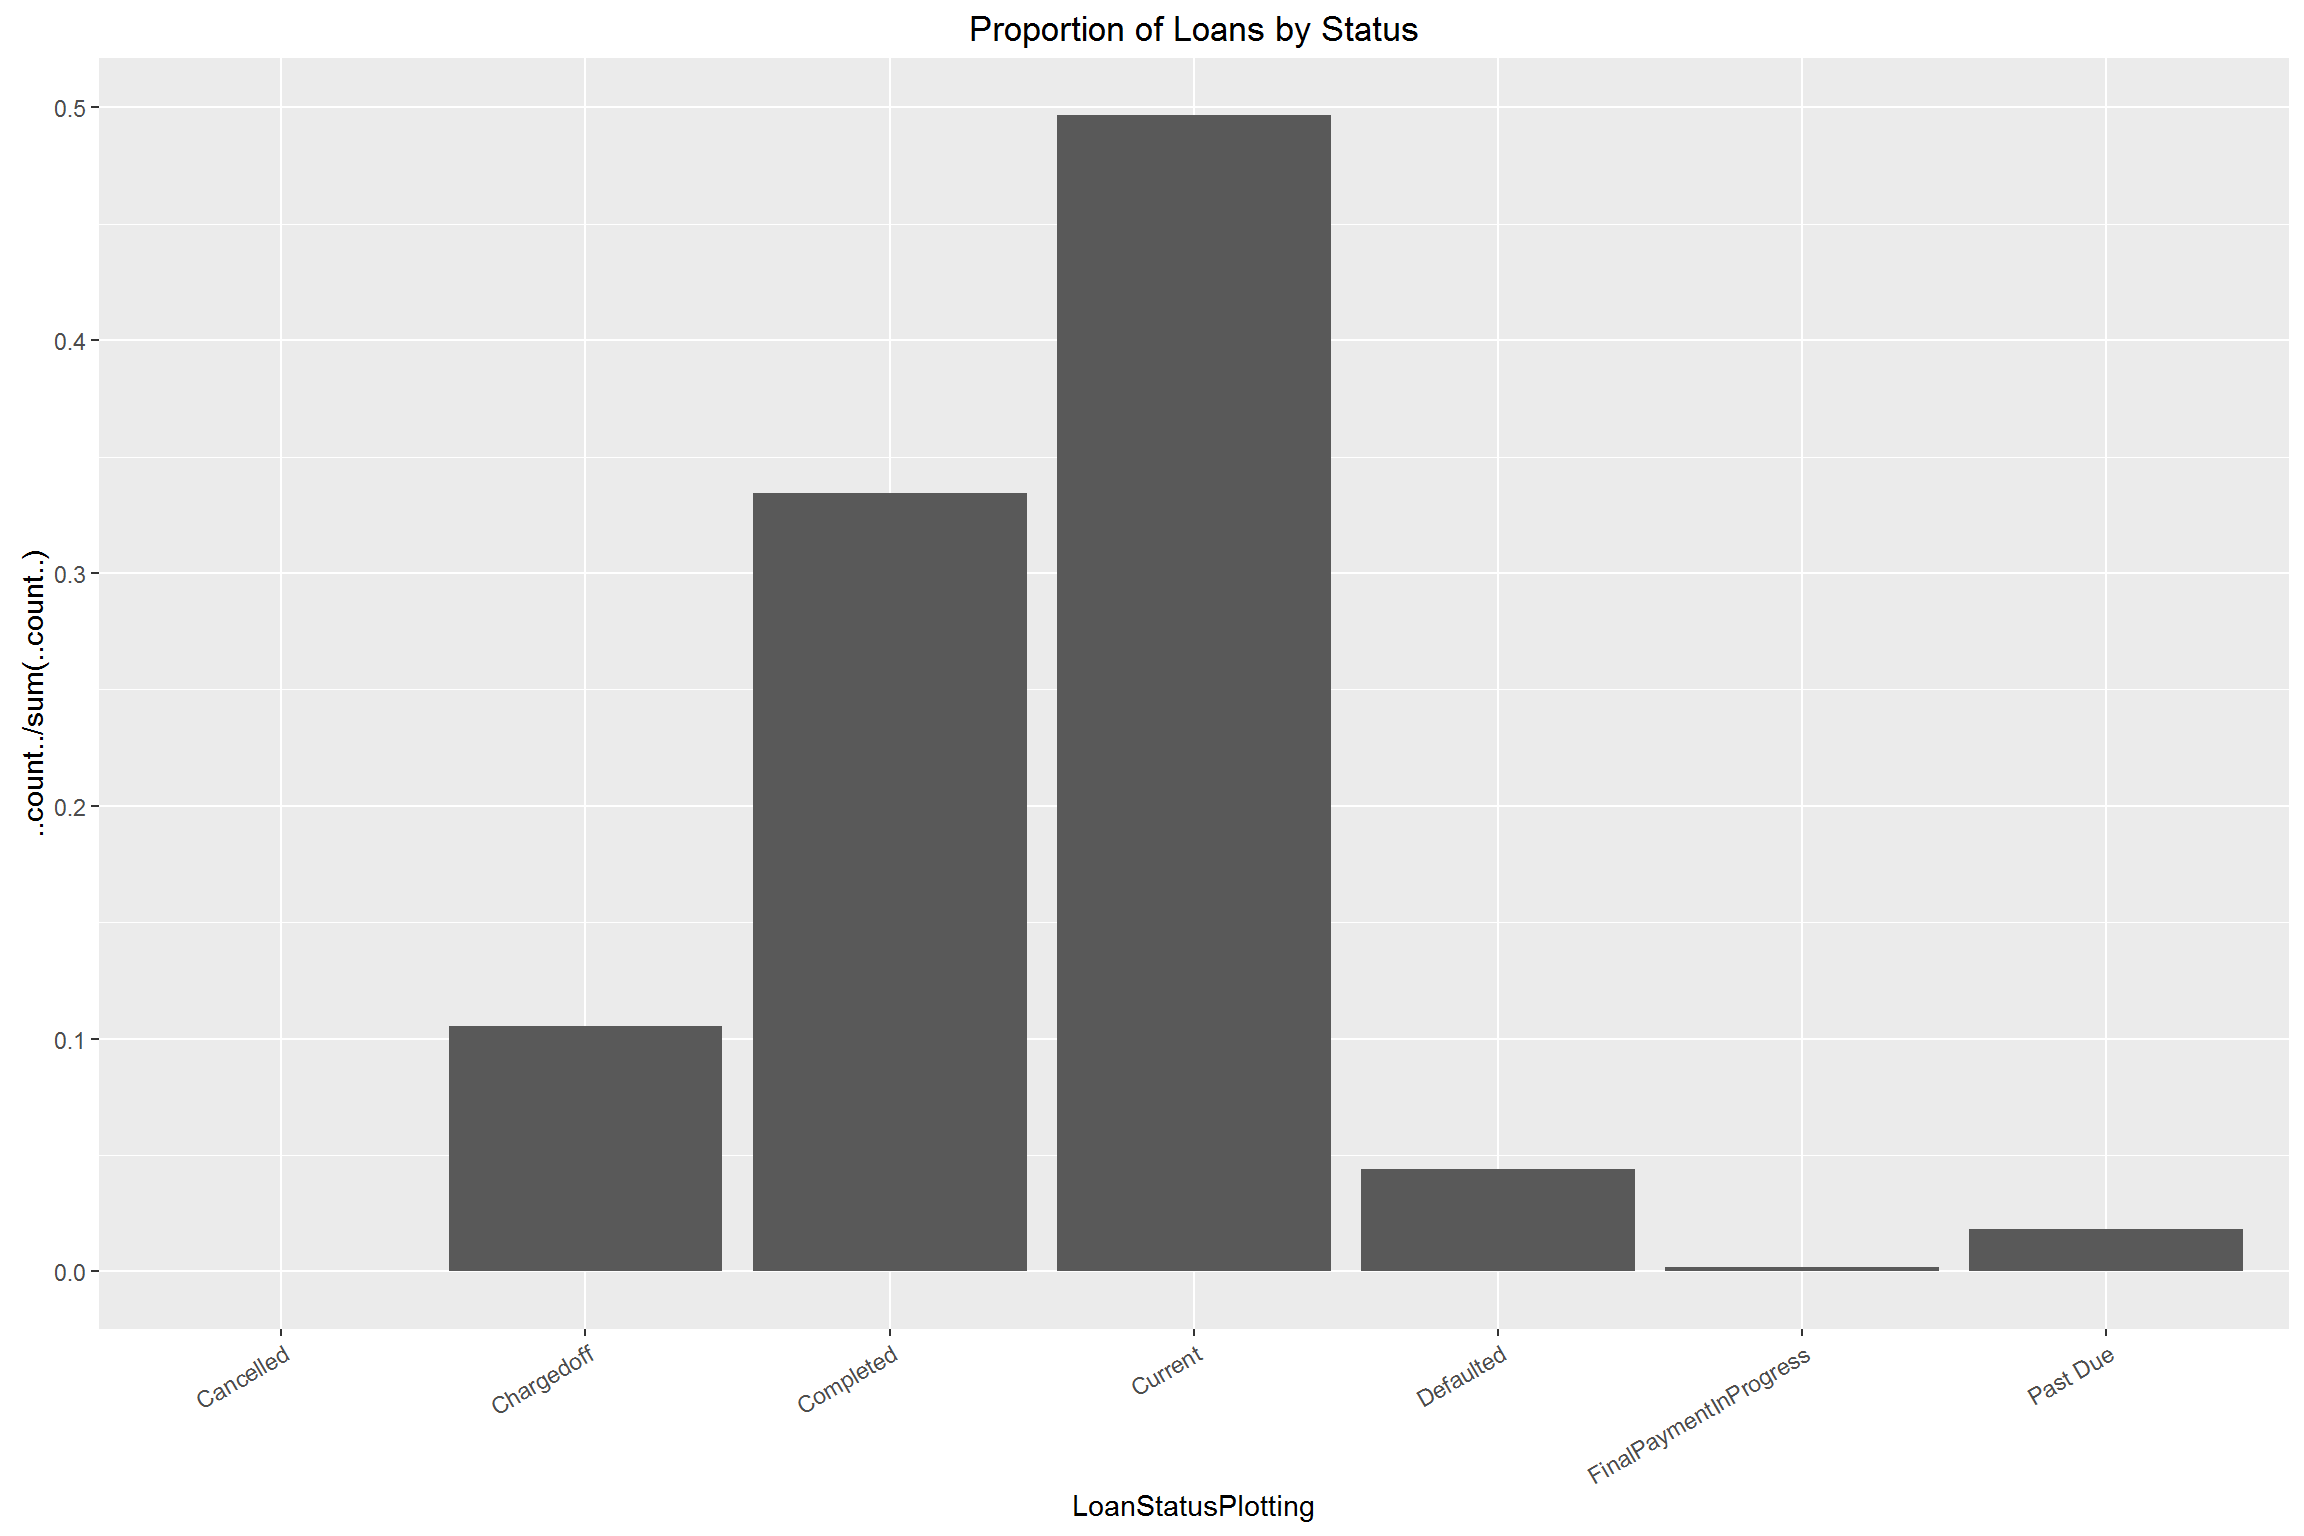 Proportion of Loans by Status
..count../sum(..count..)
0.5
0.4
0.3
0.2
0.1
0.0
Cancelled
Chargedoff
Completed
Current
Defaulted
FinalPaymentInProgress
Past Due
LoanStatusPlotting